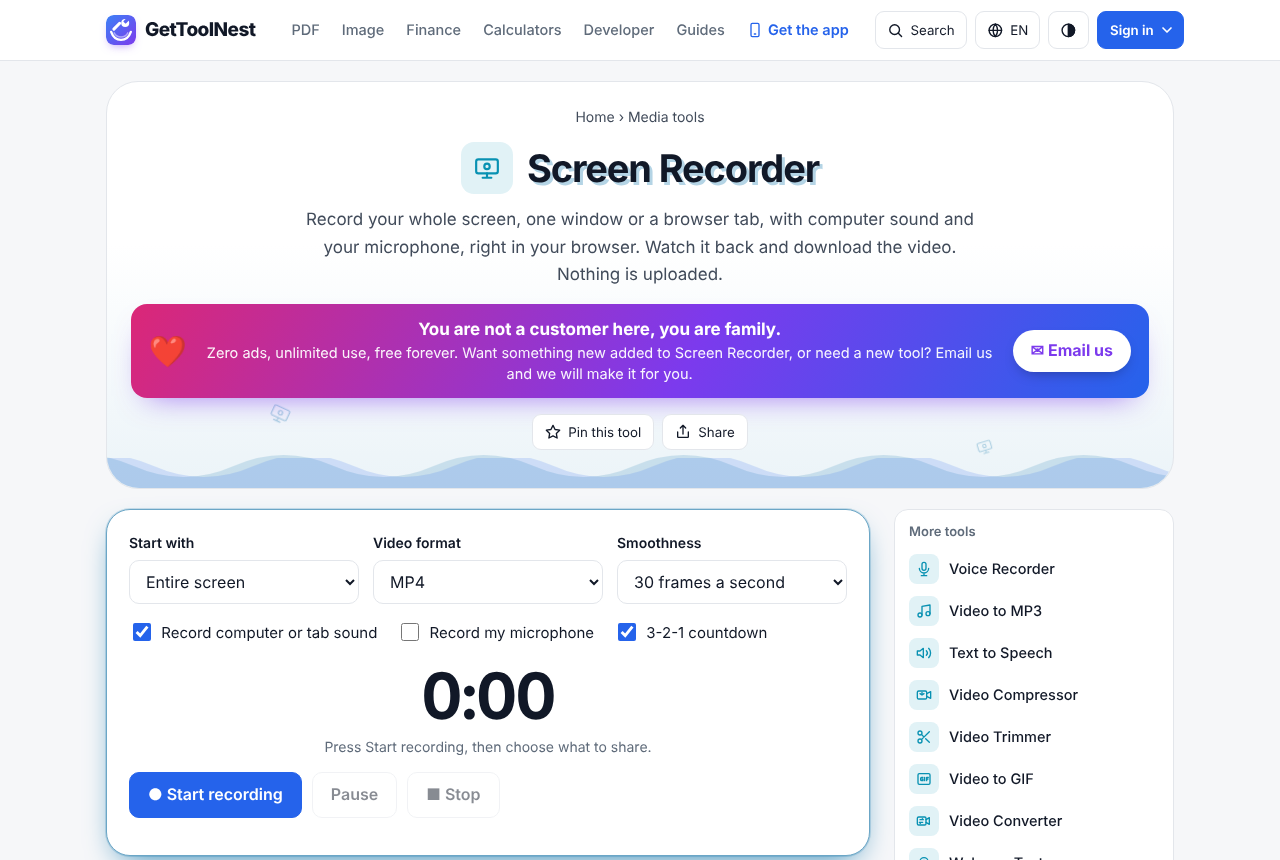 GetToolNest
PDF
Image
Finance
Calculators
Developer
Guides
Get the app
Search
EN
Sign in
Home › Media tools
Screen Recorder
Record your whole screen, one window or a browser tab, with computer sound and
your microphone, right in your browser. Watch it back and download the video.
Nothing is uploaded.
You are not a customer here, you are family.
Zero ads, unlimited use, free forever. Want something new added to Screen Recorder, or need a new tool? Email us
and we will make it for you.
✉ Email us
Pin this tool
Share
Start with
Video format
Smoothness
Entire screen
MP4
30 frames a second
Record computer or tab sound
Record my microphone
3-2-1 countdown
0:00
Press Start recording, then choose what to share.
Start recording
Pause
Stop
More tools
Voice Recorder
Video to MP3
Text to Speech
Video Compressor
Video Trimmer
Video to GIF
Video Converter